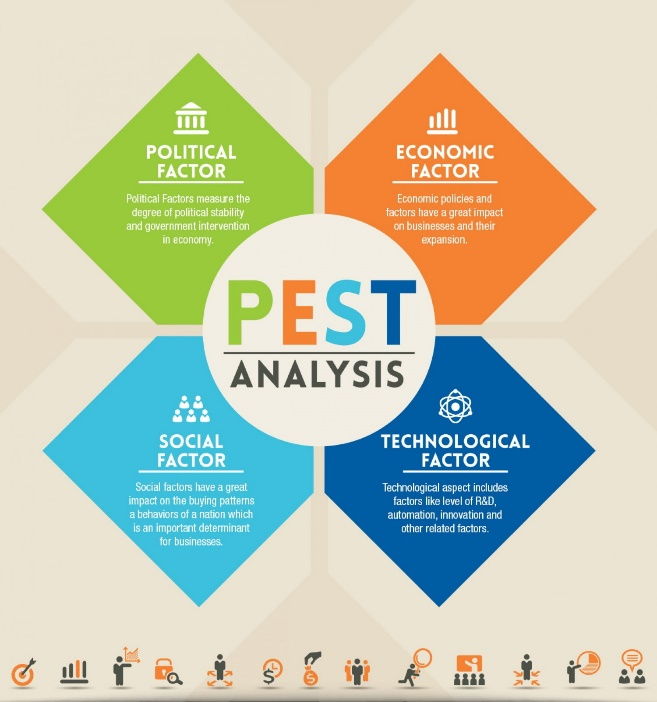 POLITICAL
FACTOR
Political Factors measure the
degree of political stability
and government intervention
in economy.
ECONOMIC
FACTOR
Economic policies and
factors have a great impact
on businesses and their
expansion.
PEST
ANALYSIS
SOCIAL
FACTOR
Social factors have a great
impact on the buying patterns
a behaviors of a nation which
is an important determinant
for businesses.
TECHNOLOGICAL
FACTOR
Technological aspect includes
factors like level of R&D,
automation, innovation and
other related factors.